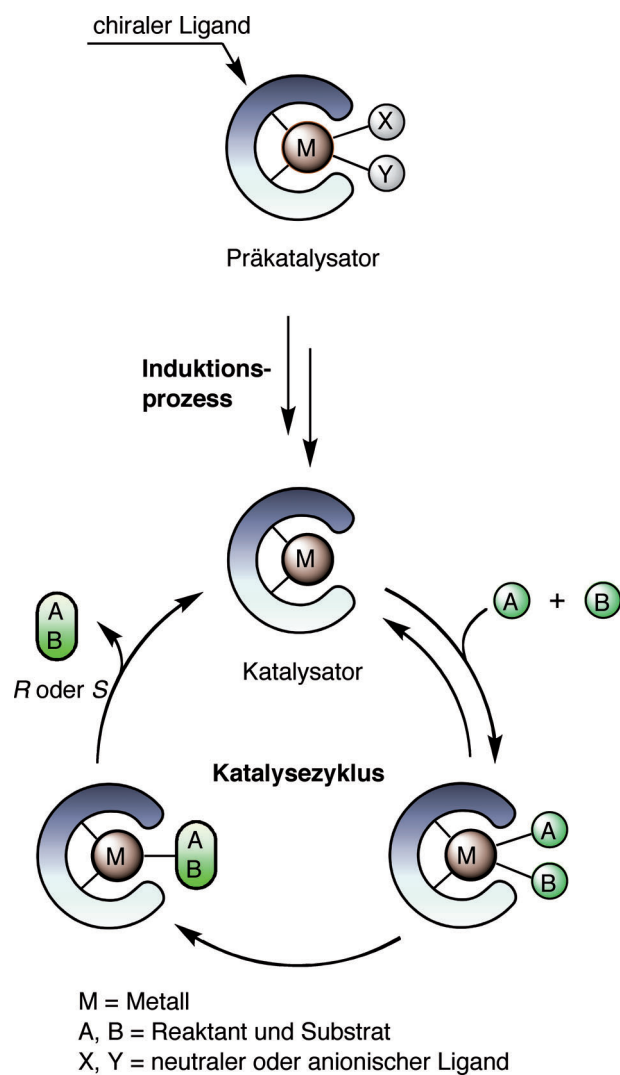 chiraler Ligand
M
X
Y
Präkatalysator
Induktions-
prozess
M
A + B
Katalysator
A
B
R oder S
Katalysezyklus
M
A
B
M
A
B
M = Metall
A, B = Reaktant und Substrat
X, Y = neutraler oder anionischer Ligand